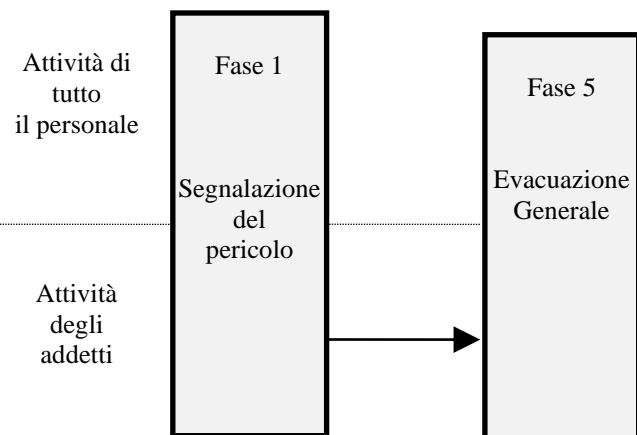 Attività di
tutto
il personale
Fase 1
Segnalazione
del
pericolo
Fase 5
Evacuazione
Generale
Attività
degli
addetti